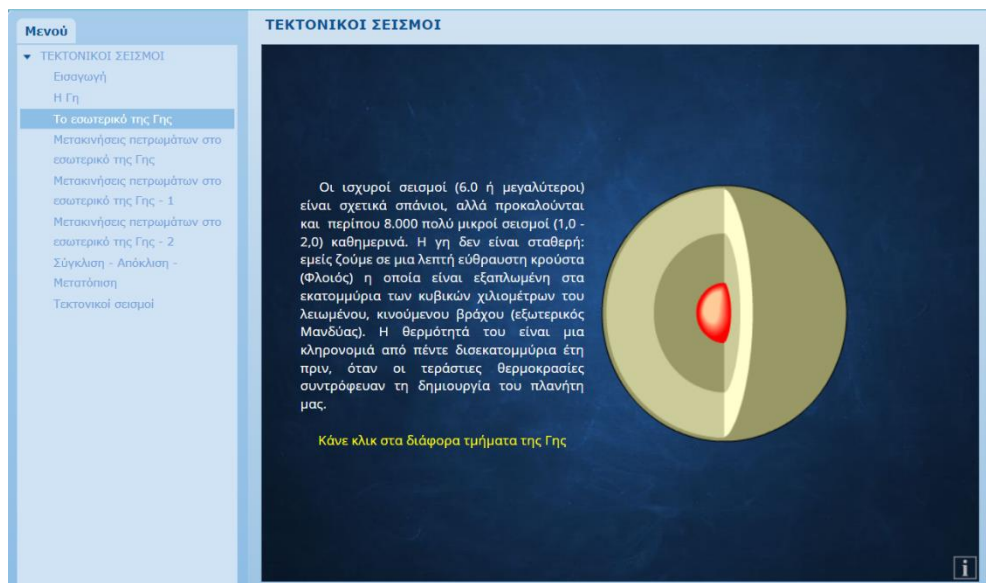 Μενού
ΤΕΚΤΟΝΙΚΟΙ ΣΕΙΣΜΟΙ
Εισαγωγή
Η Γη
Το εσωτερικό της Γης
Μετακινήσεις πετρωμάτων στο
εσωτερικό της Γης
Μετακινήσεις πετρωμάτων στο
εσωτερικό της Γης - 1
Μετακινήσεις πετρωμάτων στο
εσωτερικό της Γης - 2
Σύγκλιση - Απόκλιση -
Μετατόπιση
Τεκτονικοί σεισμοί
ΤΕΚΤΟΝΙΚΟΙ ΣΕΙΣΜΟΙ
Οι ισχυροί σεισμοί (6.0 ή μεγαλύτεροι)
είναι σχετικά σπάνιοι, αλλά προκαλούνται
και περίπου 8.000 πολύ μικροί σεισμοί (1,0 -
2,0) καθημερινά. Η γη δεν είναι σταθερή:
εμείς ζούμε σε μια λεπτή εύθραυστη κρούστα
(Φλοιός) η οποία είναι εξαπλωμένη στα
εκατομμύρια των κυβικών χιλιομέτρων του
λειωμένου, κινούμενου βράχου (εξωτερικός
Μανδύας). Η θερμότητά του είναι μια
κληρονομιά από πέντε δισεκατομμύρια έτη
πριν, όταν οι τεράστιες θερμοκρασίες
συντρόφευαν τη δημιουργία του πλανήτη
μας.
Κάνε κλικ στα διάφορα τμήματα της Γης
i